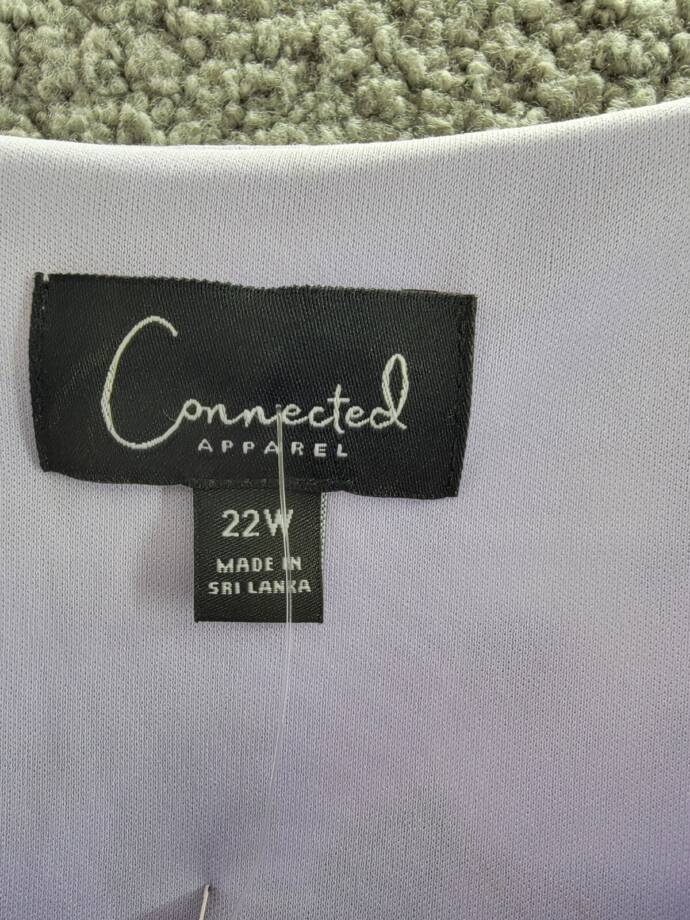 Connected
APPAREL
22W
MADE IN
SRI LANKA